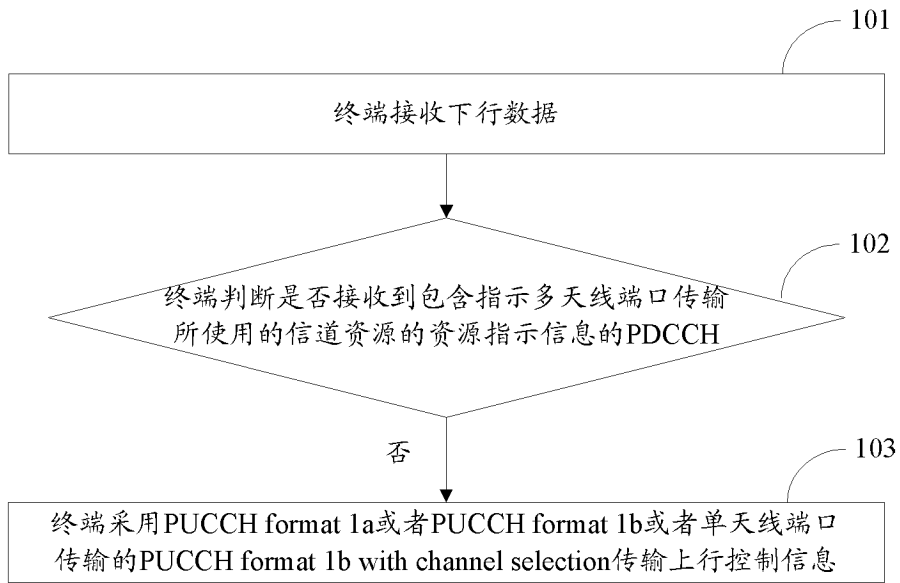 101
终端接收下行数据
102
终端判断是否接收到包含指示多天线端口传输
所使用的信道资源的资源指示信息的PDCCH
否
103
终端采用PUCCH format 1a或者PUCCH format 1b或者单天线端口
传输的PUCCH format 1b with channel selection传输上行控制信息